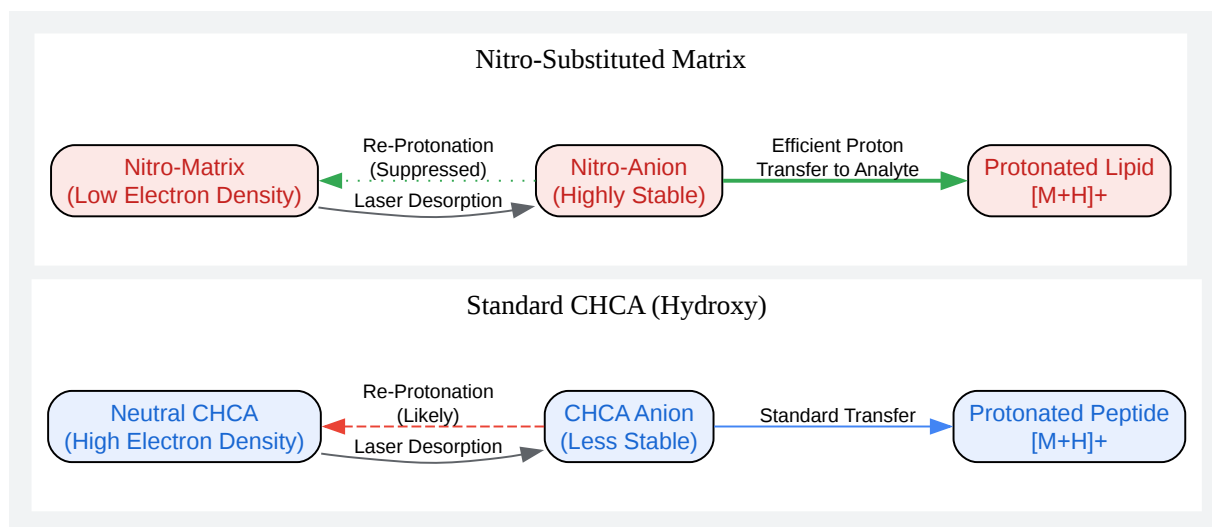 Nitro-Substituted Matrix
Nitro-Matrix
(Low Electron Density)
Re-Protonation
(Suppressed)
Laser Desorption
Nitro-Anion
(Highly Stable)
Efficient Proton
Transfer to Analyte
Protonated Lipid
[M+H]+
Standard CHCA (Hydroxy)
Neutral CHCA
(High Electron Density)
Re-Protonation
(Likely)
Laser Desorption
CHCA Anion
(Less Stable)
Standard Transfer
Protonated Peptide
[M+H]+